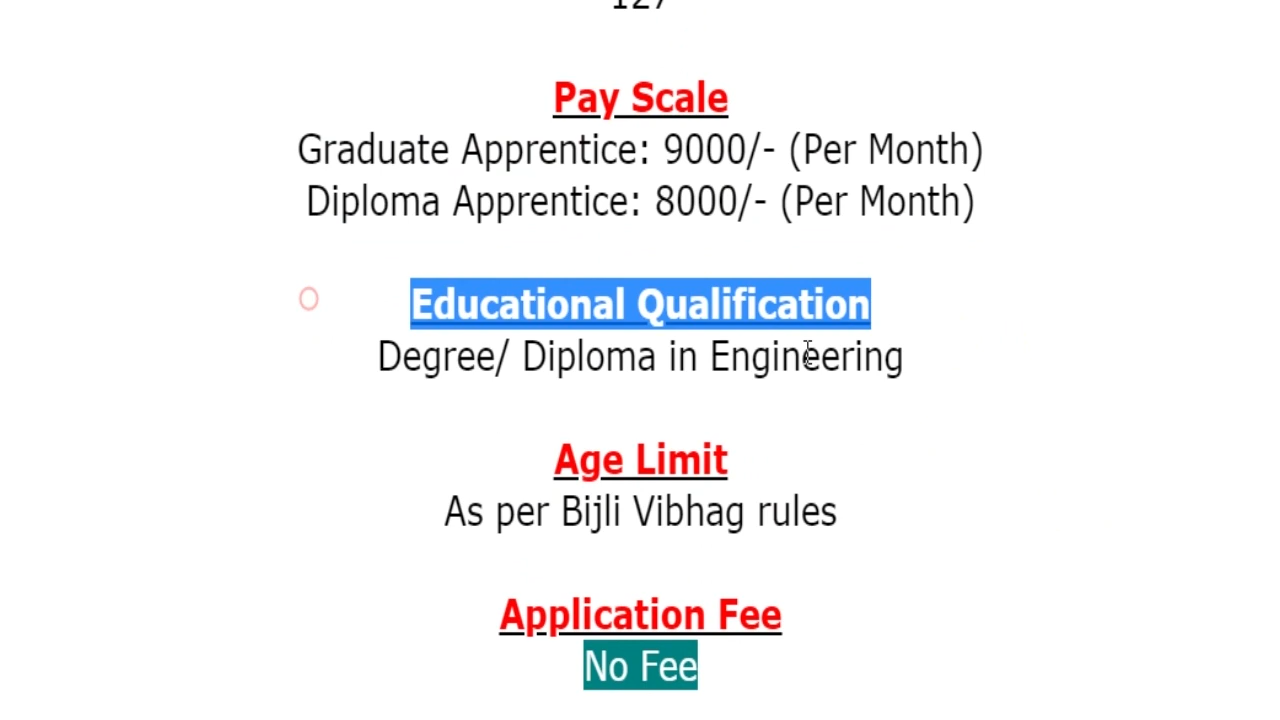 127
Pay Scale
Graduate Apprentice: 9000/- (Per Month)
Diploma Apprentice: 8000/- (Per Month)
Educational Qualification
Degree/ Diploma in Engineering
Age Limit
As per Bijli Vibhag rules
Application Fee
No Fee